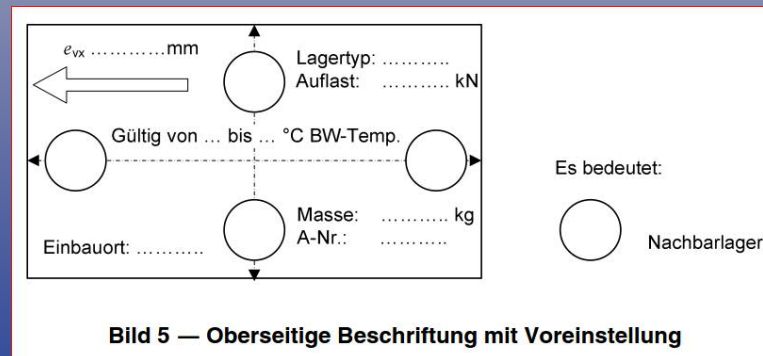 evx …………mm
Lagertyp: ………..
Auflast: ……….. kN
Gültig von … bis … °C BW-Temp.
Masse: ……….. kg
A-Nr.: ………..
Einbauort: ………..
Es bedeutet:
Nachbarlager
Bild 5 — Oberseitige Beschriftung mit Voreinstellung